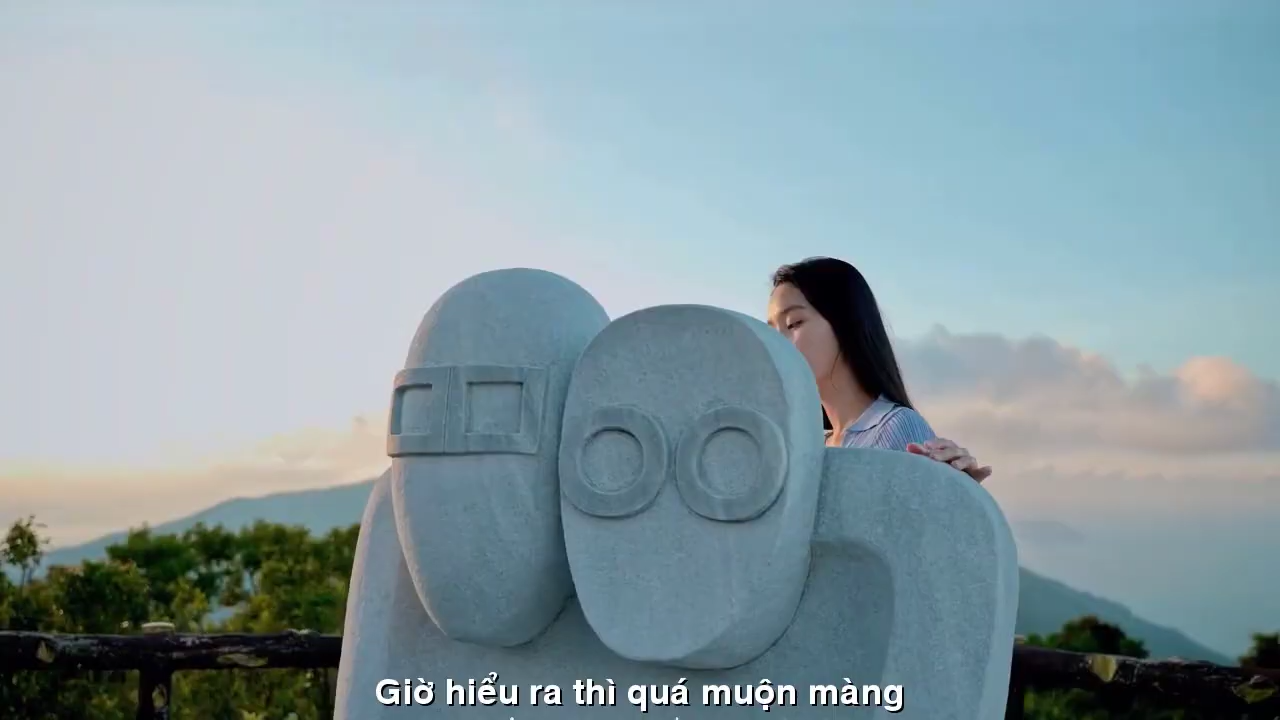 Giờ hiểu ra thì quá muộn màng